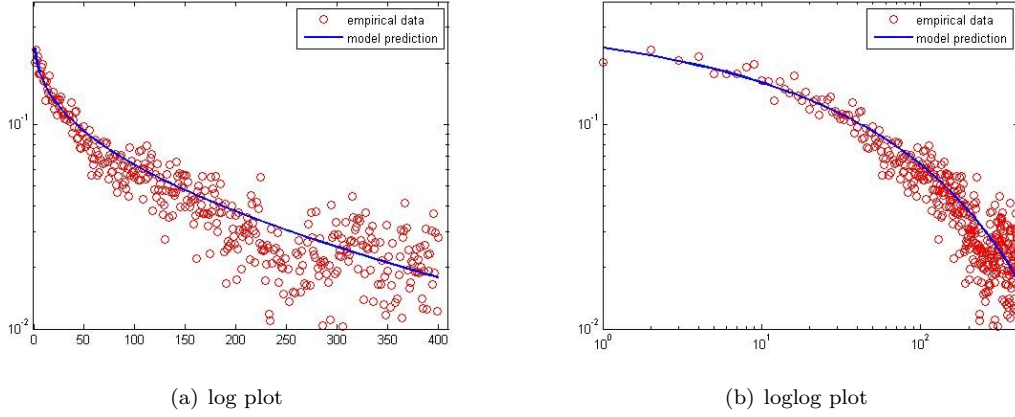 empirical data
model prediction
10^-1
10^-2
0 50 100 150 200 250 300 350 400
(a) log plot
empirical data
model prediction
10^-1
10^-2
10^0 10^1 10^2
(b) loglog plot